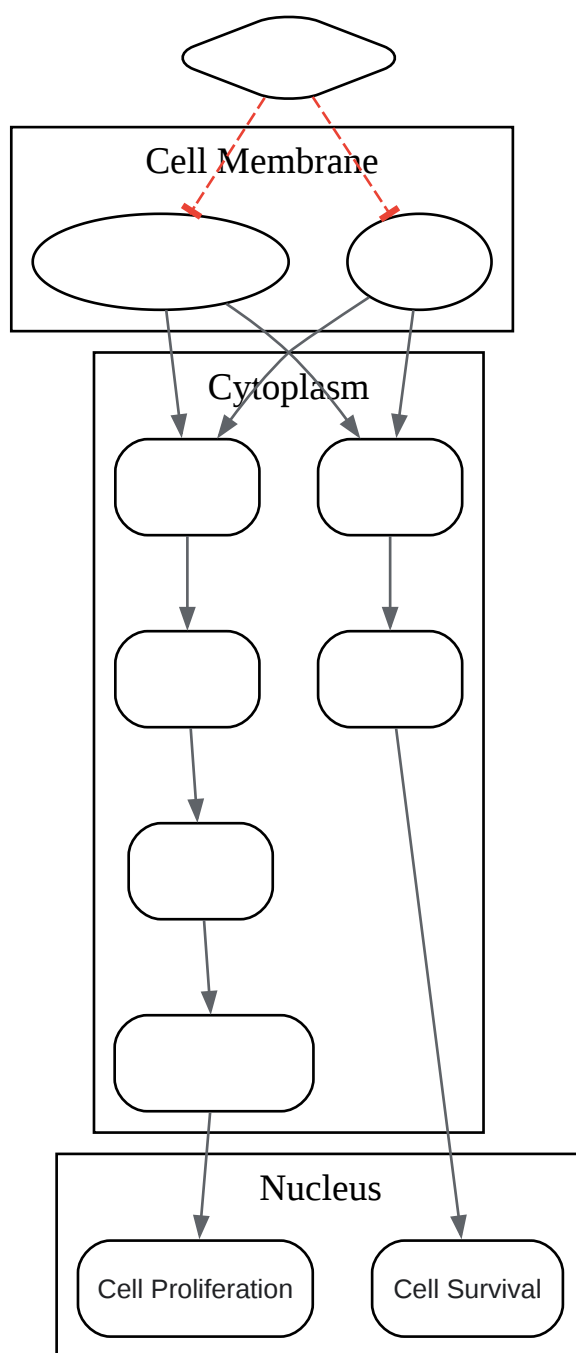 Cell Membrane
Cytoplasm
Nucleus
Cell Proliferation
Cell Survival